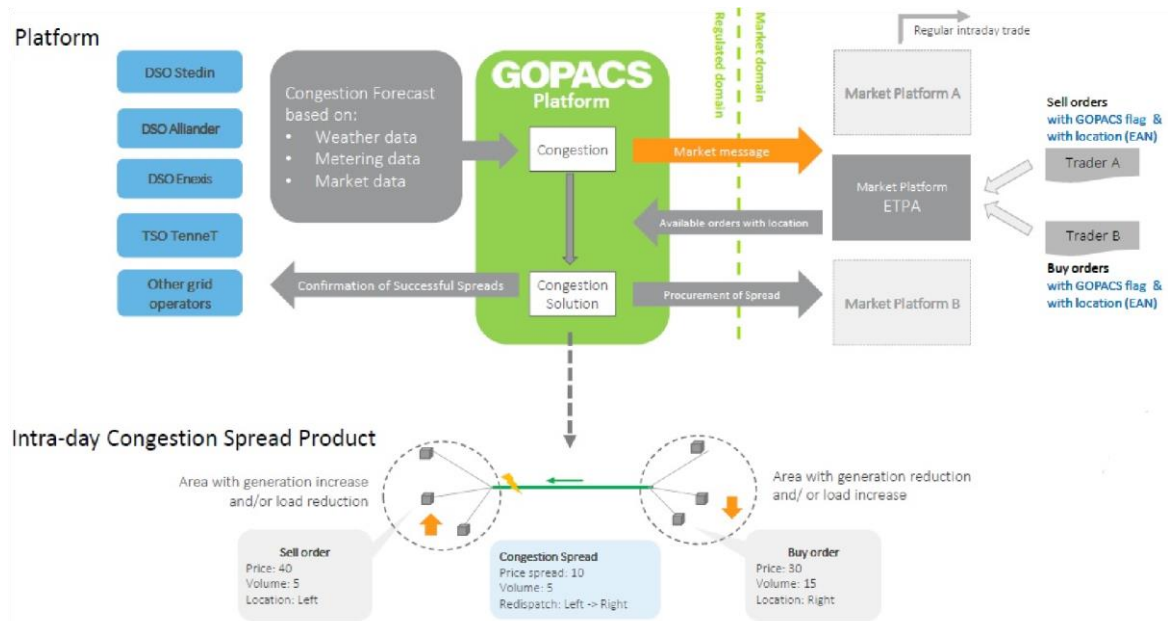 Platform
DSO Stedin
DSO Alliander
DSO Enexis
TSO TenneT
Other grid
operators
Congestion Forecast
based on:
• Weather data
• Metering data
• Market data
GOPACS
Platform
Congestion
Congestion
Solution
Confirmation of Successful Spreads
Regulated domain
Market domain
Market message
Available orders with location
Procurement of Spread
Regular intraday trade
Market Platform A
Market Platform
ETPA
Market Platform B
Sell orders
with GOPACS flag &
with location (EAN)
Trader A
Trader B
Buy orders
with GOPACS flag &
with location (EAN)
Intra-day Congestion Spread Product
Area with generation increase
and/or load reduction
Area with generation reduction
and/ or load increase
Sell order
Price: 40
Volume: 5
Location: Left
Congestion Spread
Price spread: 10
Volume: 5
Redispatch: Left -> Right
Buy order
Price: 30
Volume: 15
Location: Right